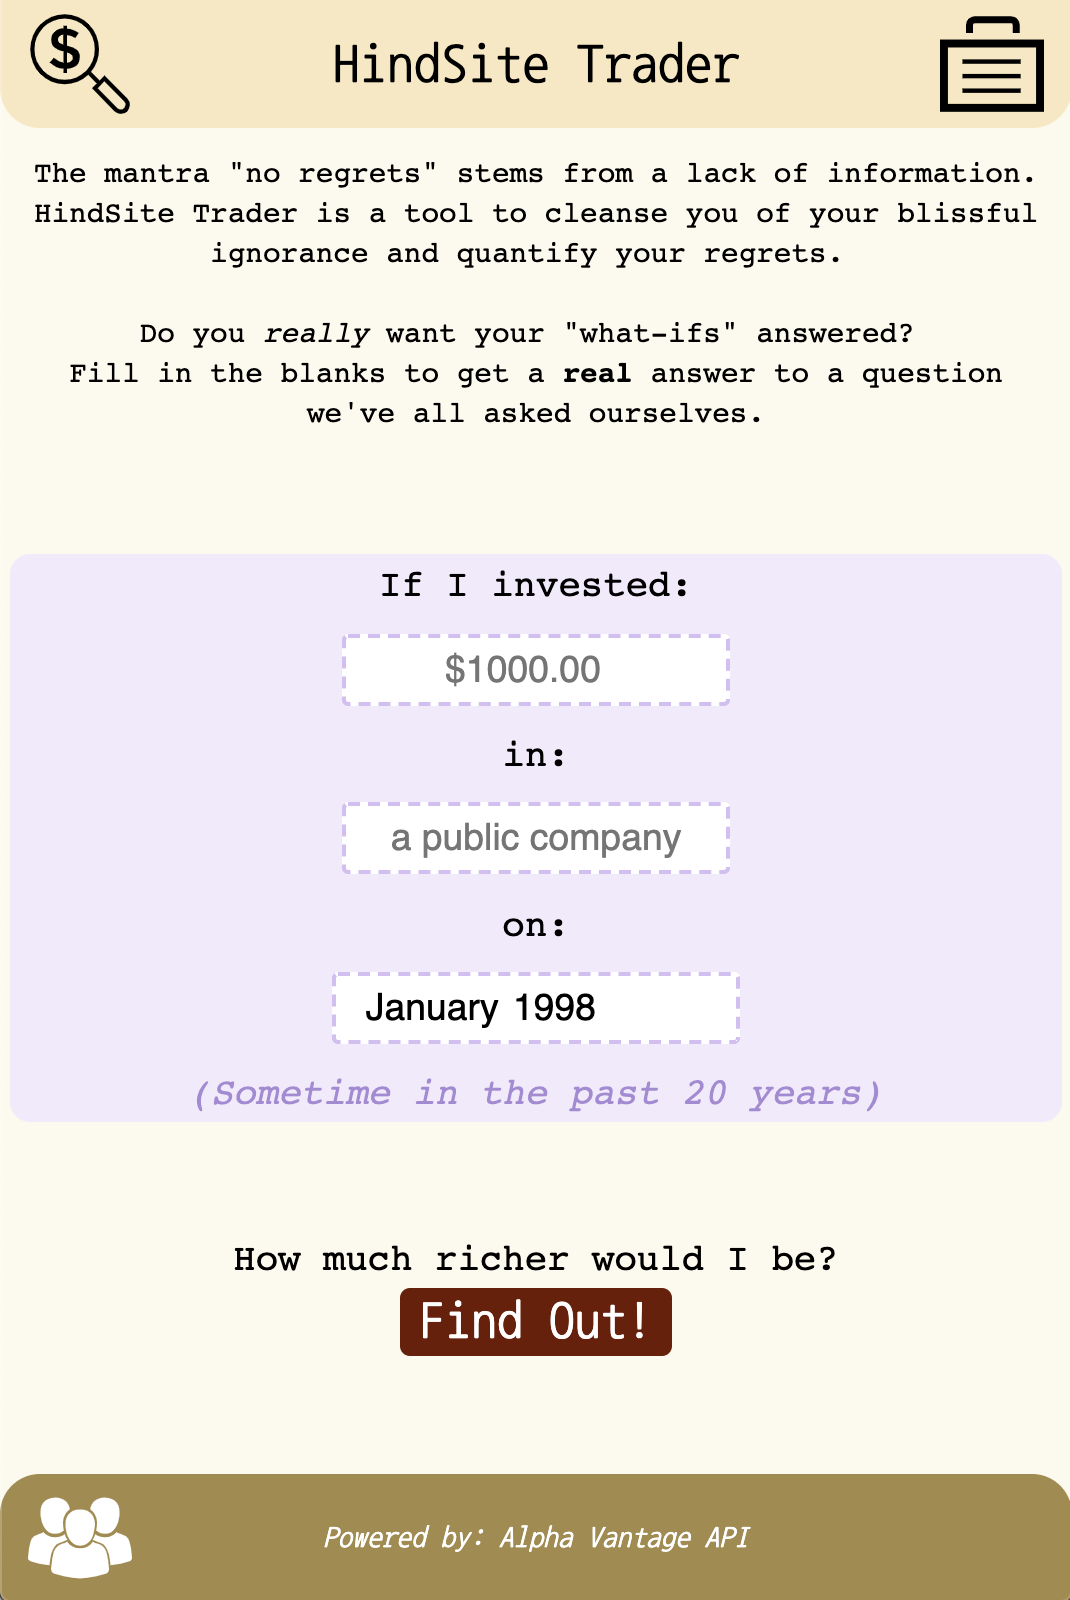 $
HindSite Trader
The mantra "no regrets" stems from a lack of information.
HindSite Trader is a tool to cleanse you of your blissful
ignorance and quantify your regrets.
Do you really want your "what-ifs" answered?
Fill in the blanks to get a real answer to a question
we've all asked ourselves.
If I invested:
$1000.00
in:
a public company
on:
January 1998
(Sometime in the past 20 years)
How much richer would I be?
Find Out!
Powered by: Alpha Vantage API